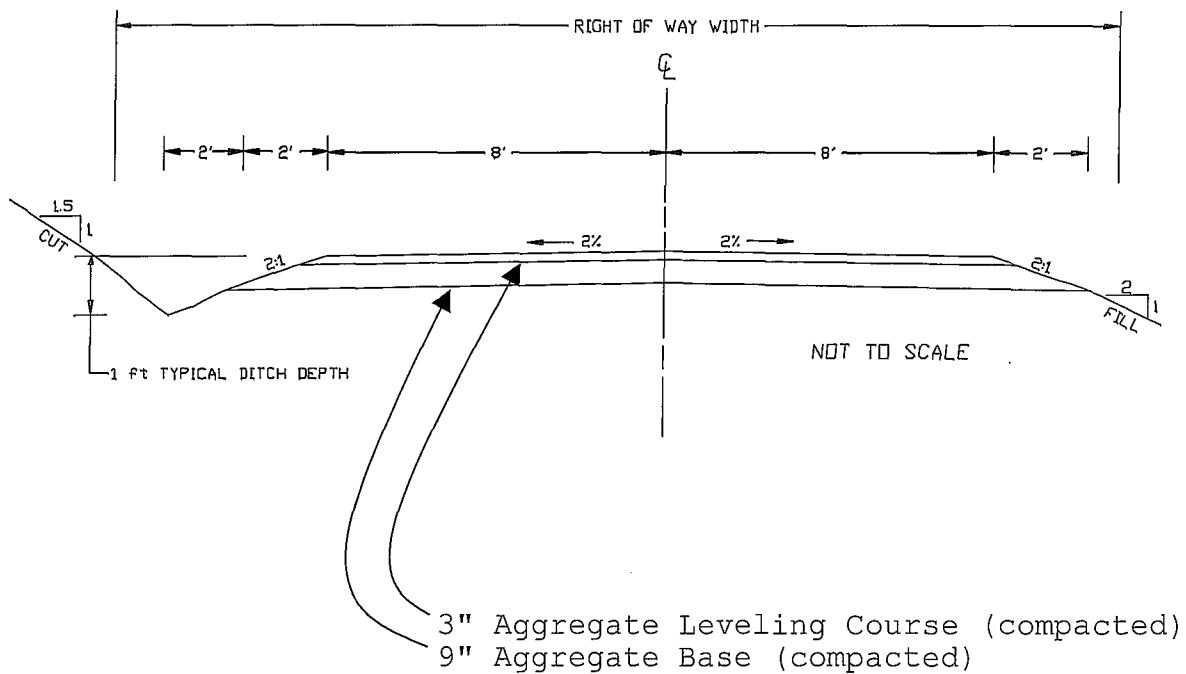 RIGHT OF WAY WIDTH
℄
2' 2' 8' 8' 2'
1.5
1
CUT
2% 2%
2:1 2:1
2
1
FILL
NOT TO SCALE
1 ft TYPICAL DITCH DEPTH
3" Aggregate Leveling Course (compacted)
9" Aggregate Base (compacted)